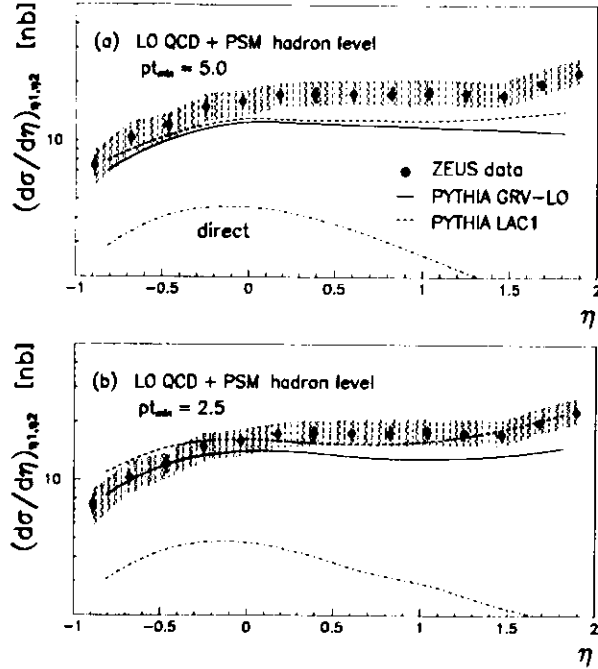 (a) LO QCD + PSM hadron level
pt_min = 5.0
(dσ/dη)η1,η2 [nb]
10
ZEUS data
PYTHIA GRV-LO
PYTHIA LAC1
direct
-1 -0.5 0 0.5 1 1.5 2
η
(b) LO QCD + PSM hadron level
pt_min = 2.5
(dσ/dη)η1,η2 [nb]
10
-1 -0.5 0 0.5 1 1.5 2
η